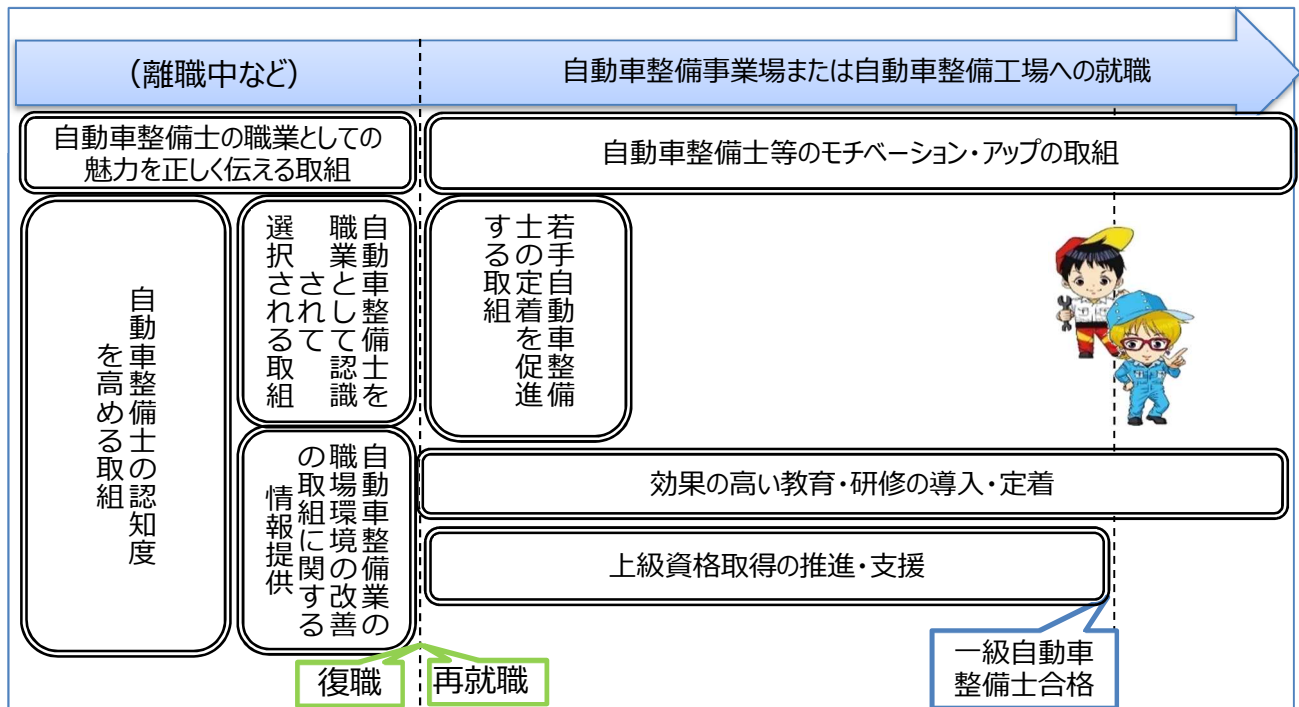 (離職中など)
自動車整備事業場または自動車整備工場への就職
自動車整備士の職業としての
魅力を正しく伝える取組
自動車整備士等のモチベーション・アップの取組
自動車整備士の認知度
を高める取組
自動車整備士を
職業として認識
されて
選択される取組
若手自動車整備
士の定着を促進
する取組
自動車整備業の
職場環境の改善
の取組に関する
情報提供
効果の高い教育・研修の導入・定着
上級資格取得の推進・支援
復職
再就職
一級自動車
整備士合格